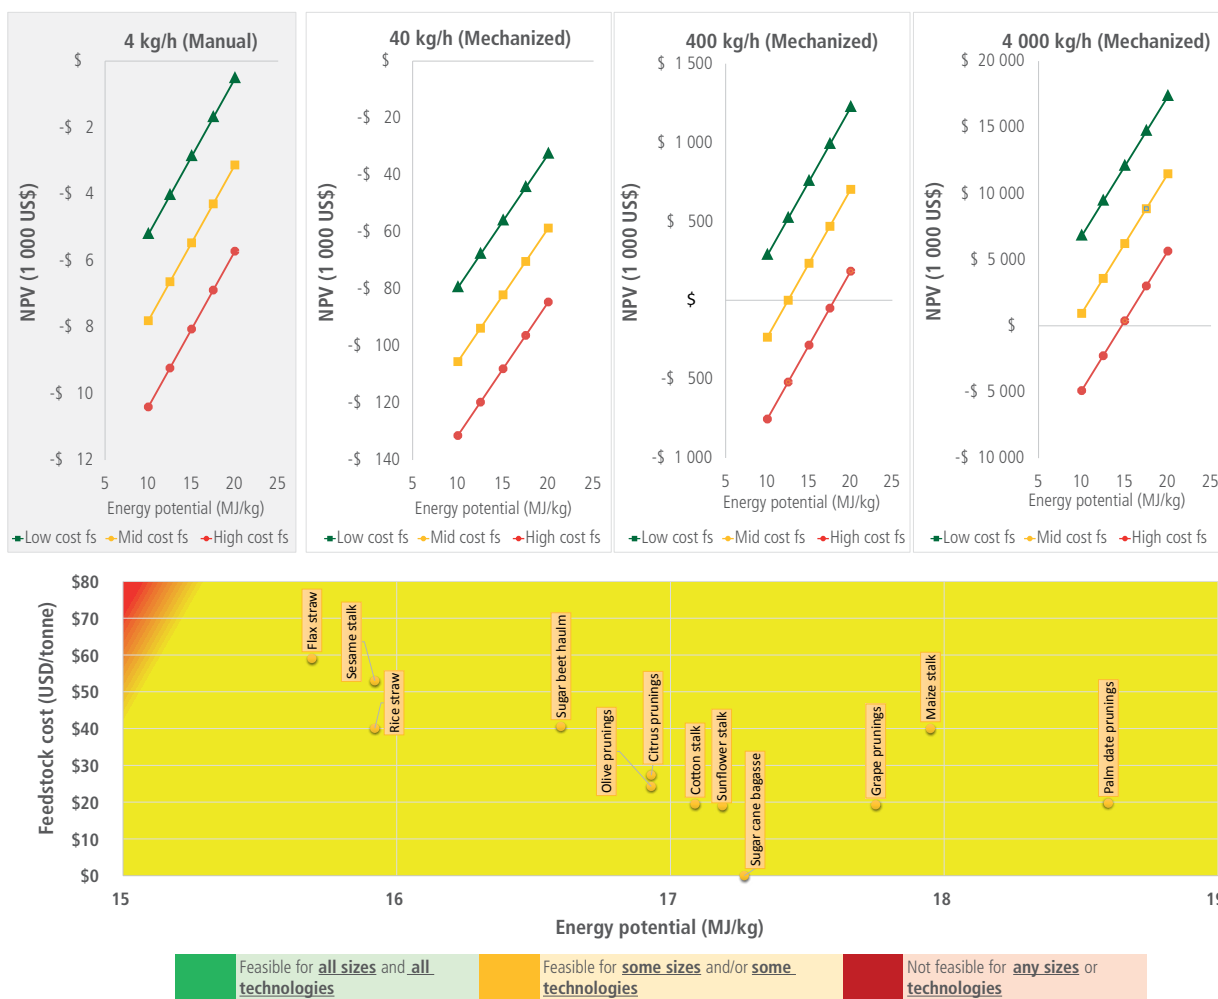 4 kg/h (Manual)
NPV (1 000 US$)
$
-$ 2
-$ 4
-$ 6
-$ 8
-$ 10
-$ 12
5 10 15 20 25
Energy potential (MJ/kg)
Low cost fs Mid cost fs High cost fs
40 kg/h (Mechanized)
NPV (1 000 US$)
$
-$ 20
-$ 40
-$ 60
-$ 80
-$ 100
-$ 120
-$ 140
5 10 15 20 25
Energy potential (MJ/kg)
Low cost fs Mid cost fs High cost fs
400 kg/h (Mechanized)
NPV (1 000 US$)
$ 1 500
$ 1 000
$ 500
$
-$ 500
-$ 1 000
5 10 15 20 25
Energy potential (MJ/kg)
Low cost fs Mid cost fs High cost fs
4 000 kg/h (Mechanized)
NPV (1 000 US$)
$ 20 000
$ 15 000
$ 10 000
$ 5 000
$
-$ 5 000
-$ 10 000
5 10 15 20 25
Energy potential (MJ/kg)
Low cost fs Mid cost fs High cost fs
Feedstock cost (USD/tonne)
$80
$70
$60
$50
$40
$30
$20
$10
$0
Flax straw
Sesame stalk
Rice straw
Sugar beet haulm
Olive prunings
Citrus prunings
Cotton stalk
Sunflower stalk
Sugar cane bagasse
Grape prunings
Maize stalk
Palm date prunings
15 16 17 18 19
Energy potential (MJ/kg)
Feasible for all sizes and all
technologies
Feasible for some sizes and/or some
technologies
Not feasible for any sizes or
technologies